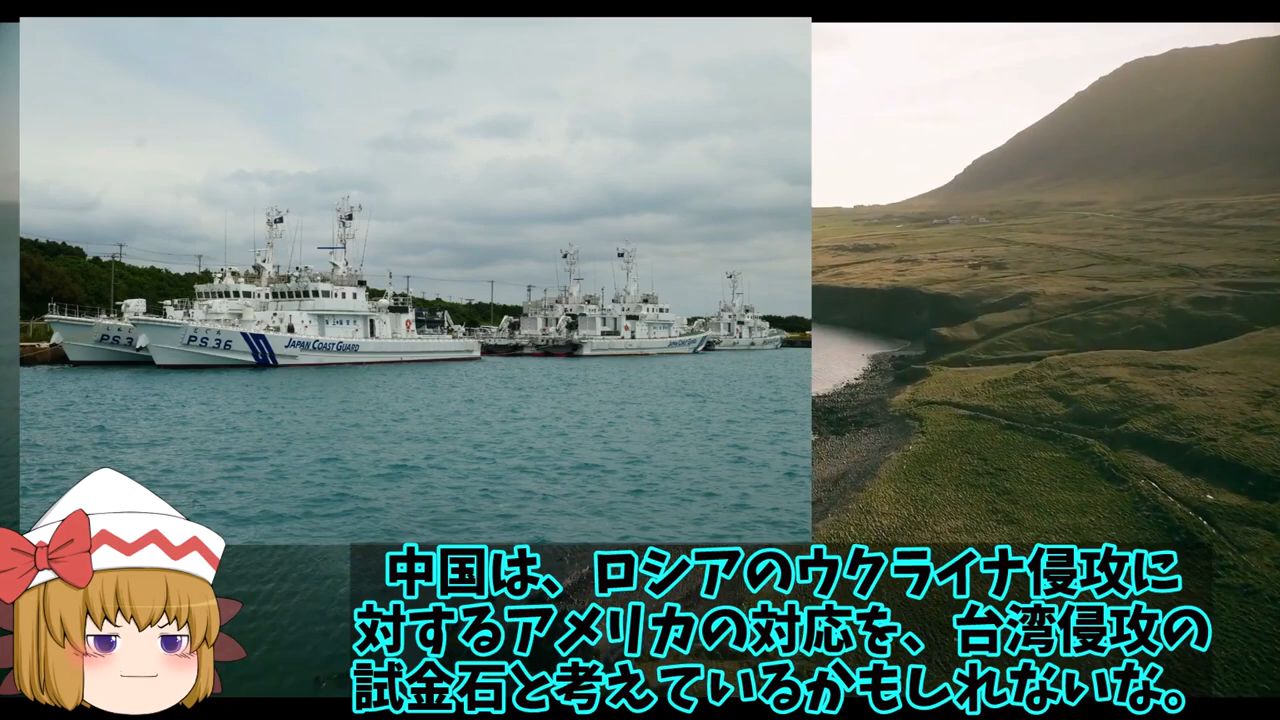 PS36
JAPAN COAST GUARD
中国は、ロシアのウクライナ侵攻に
対するアメリカの対応を、台湾侵攻の
試金石と考えているかもしれないな。